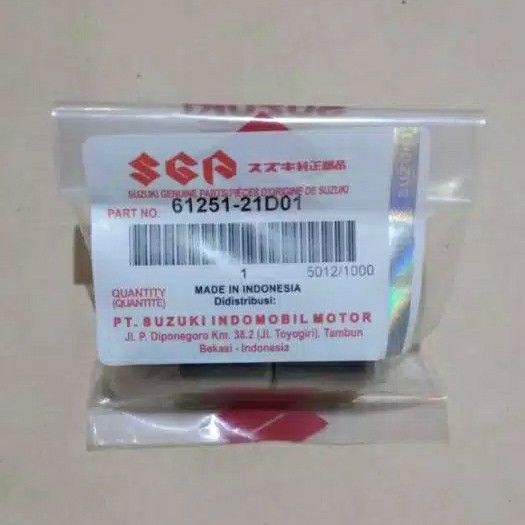 SUZUKI
SGP スズキ純正部品
SUZUKI GENUINE PARTS/PIÈCES D'ORIGINE DE SUZUKI
PART NO. 61251-21D01
1 5012/1000
QUANTITY
(QUANTITE)
MADE IN INDONESIA
Didistribusi:
PT. SUZUKI INDOMOBIL MOTOR
Jl. P. Diponegoro Km. 38.2 (Jl. Toyogiri), Tambun
Bekasi - Indonesia